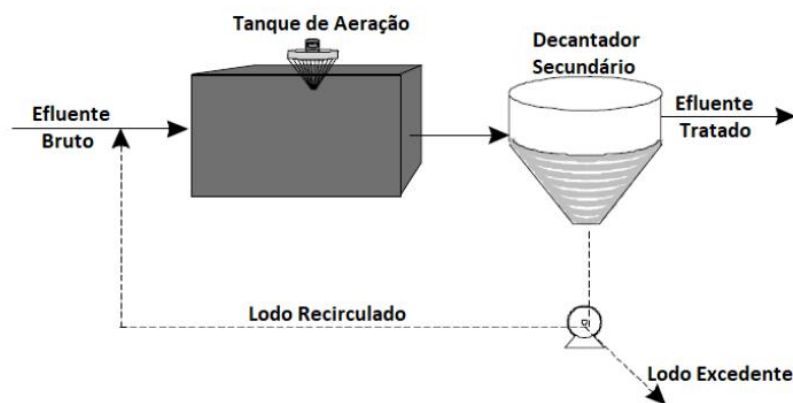 Tanque de Aeração
Decantador
Secundário
Efluente
Bruto
Efluente
Tratado
Lodo Recirculado
Lodo Excedente